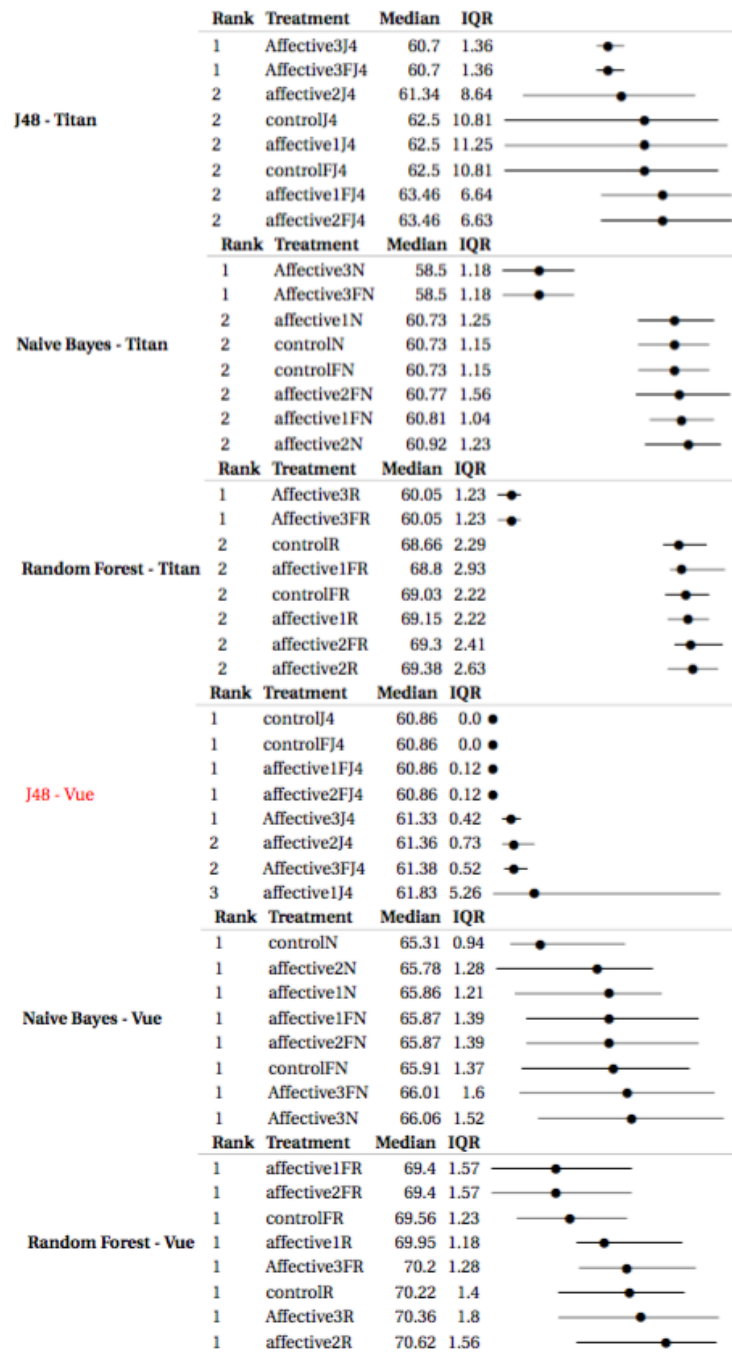 Rank Treatment Median IQR
1 Affective3J4 60.7 1.36
1 Affective3FJ4 60.7 1.36
2 affective2J4 61.34 8.64
J48 - Titan 2 controlJ4 62.5 10.81
2 affective1J4 62.5 11.25
2 controlFJ4 62.5 10.81
2 affective1FJ4 63.46 6.64
2 affective2FJ4 63.46 6.63
Rank Treatment Median IQR
1 Affective3N 58.5 1.18
1 Affective3FN 58.5 1.18
2 affective1N 60.73 1.25
Naive Bayes - Titan 2 controlN 60.73 1.15
2 controlFN 60.73 1.15
2 affective2FN 60.77 1.56
2 affective1FN 60.81 1.04
2 affective2N 60.92 1.23
Rank Treatment Median IQR
1 Affective3R 60.05 1.23
1 Affective3FR 60.05 1.23
2 controlR 68.66 2.29
Random Forest - Titan 2 affective1FR 68.8 2.93
2 controlFR 69.03 2.22
2 affective1R 69.15 2.22
2 affective2FR 69.3 2.41
2 affective2R 69.38 2.63
Rank Treatment Median IQR
1 controlJ4 60.86 0.0
1 controlFJ4 60.86 0.0
1 affective1FJ4 60.86 0.12
J48 - Vue 1 affective2FJ4 60.86 0.12
1 Affective3J4 61.33 0.42
2 affective2J4 61.36 0.73
2 Affective3FJ4 61.38 0.52
3 affective1J4 61.83 5.26
Rank Treatment Median IQR
1 controlN 65.31 0.94
1 affective2N 65.78 1.28
1 affective1N 65.86 1.21
Naive Bayes - Vue 1 affective1FN 65.87 1.39
1 affective2FN 65.87 1.39
1 controlFN 65.91 1.37
1 Affective3FN 66.01 1.6
1 Affective3N 66.06 1.52
Rank Treatment Median IQR
1 affective1FR 69.4 1.57
1 affective2FR 69.4 1.57
1 controlFR 69.56 1.23
Random Forest - Vue 1 affective1R 69.95 1.18
1 Affective3FR 70.2 1.28
1 controlR 70.22 1.4
1 Affective3R 70.36 1.8
1 affective2R 70.62 1.56